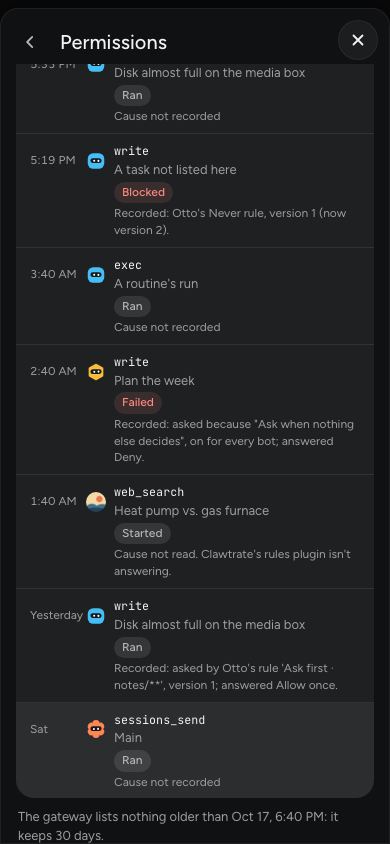 Permissions
5:33 PM
Disk almost full on the media box
Ran
Cause not recorded
5:19 PM
write
A task not listed here
Blocked
Recorded: Otto's Never rule, version 1 (now
version 2).
3:40 AM
exec
A routine's run
Ran
Cause not recorded
2:40 AM
write
Plan the week
Failed
Recorded: asked because "Ask when nothing
else decides", on for every bot; answered
Deny.
1:40 AM
web_search
Heat pump vs. gas furnace
Started
Cause not read. Clawtrate's rules plugin isn't
answering.
Yesterday
write
Disk almost full on the media box
Ran
Recorded: asked by Otto's rule 'Ask first ·
notes/**', version 1; answered Allow once.
Sat
sessions_send
Main
Ran
Cause not recorded
The gateway lists nothing older than Oct 17, 6:40 PM: it
keeps 30 days.